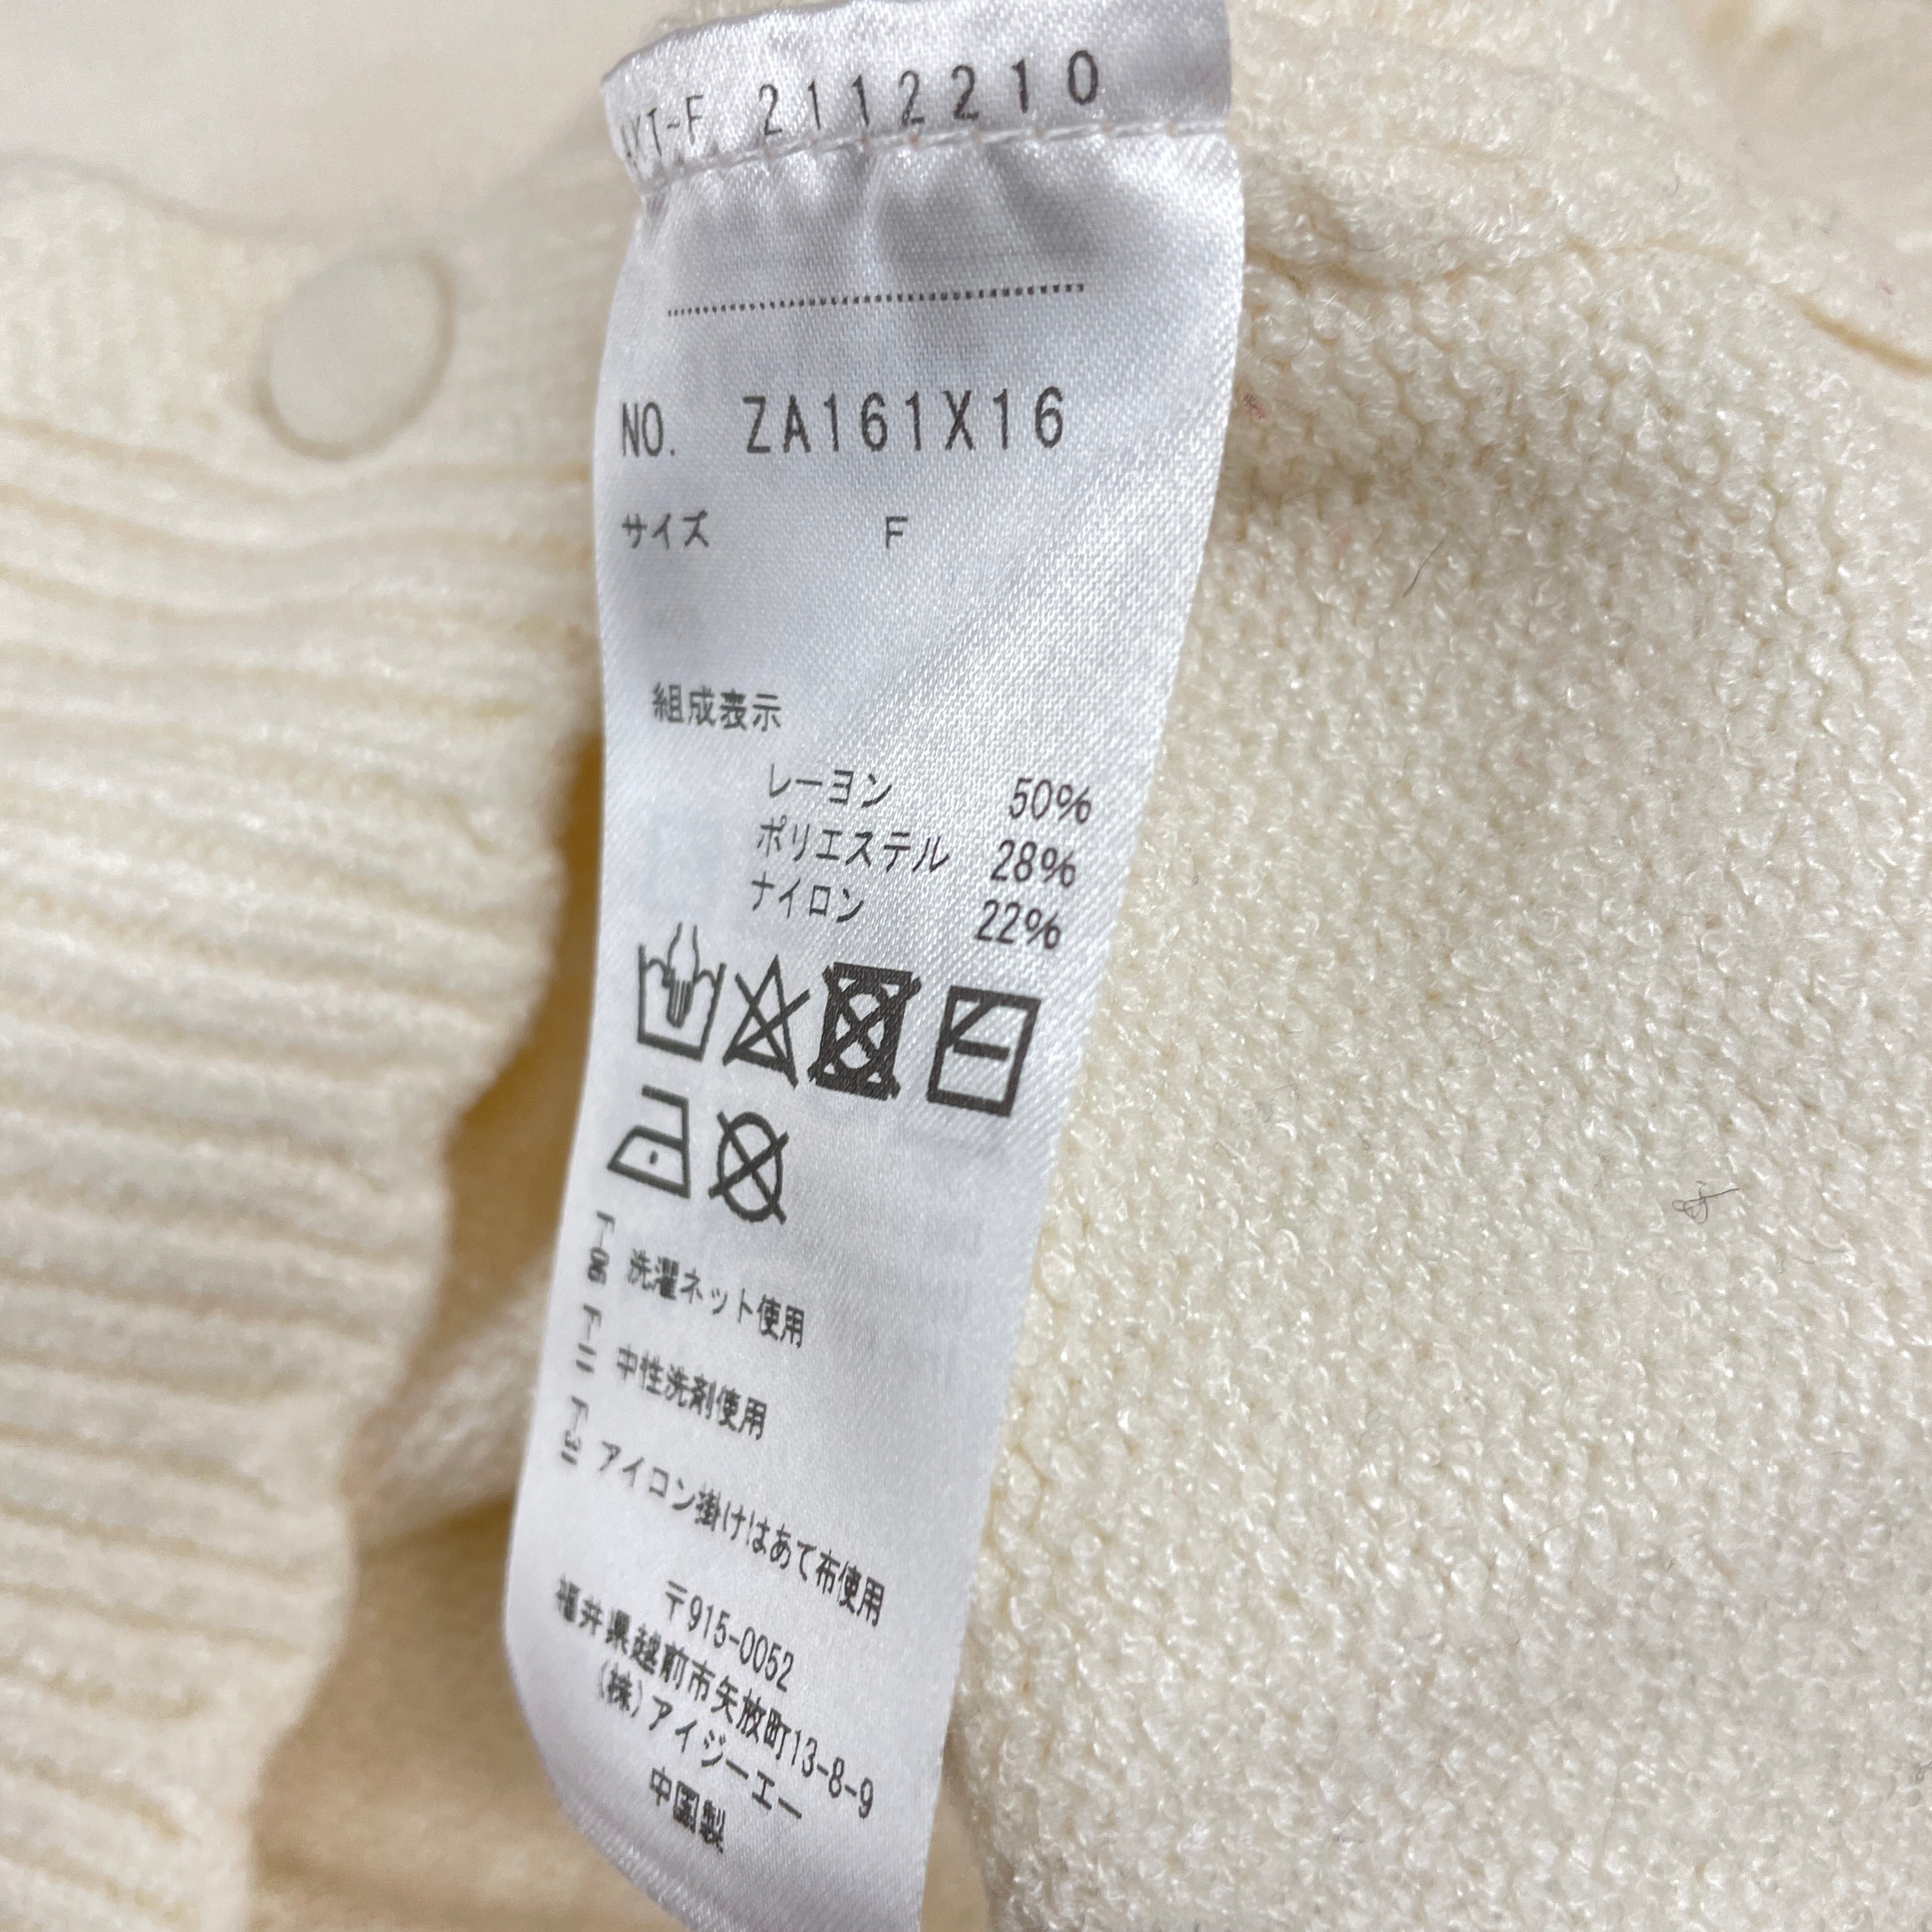 2112210
NO. ZA161X16
サイズ F
組成表示
レーヨン 50%
ポリエステル 28%
ナイロン 22%
F-06 洗濯ネット使用
F-11 中性洗剤使用
F-31 アイロン掛けはあて布使用
〒915-0052
福井県越前市矢放町13-8-9
(株)アイジーエー
中国製